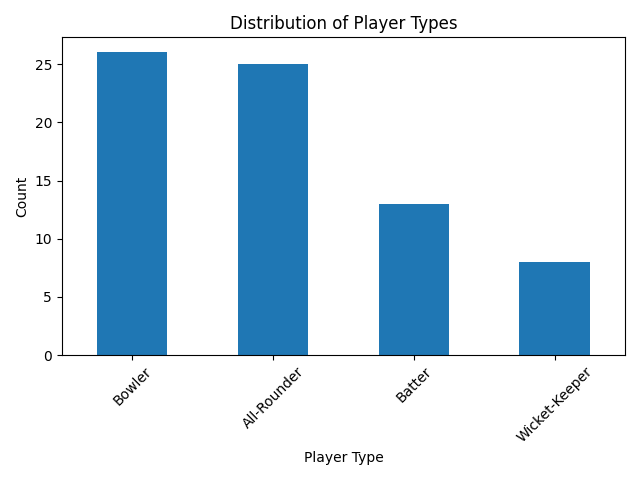 Distribution of Player Types
Count
25
20
15
10
5
0
Bowler
All-Rounder
Batter
Wicket-Keeper
Player Type